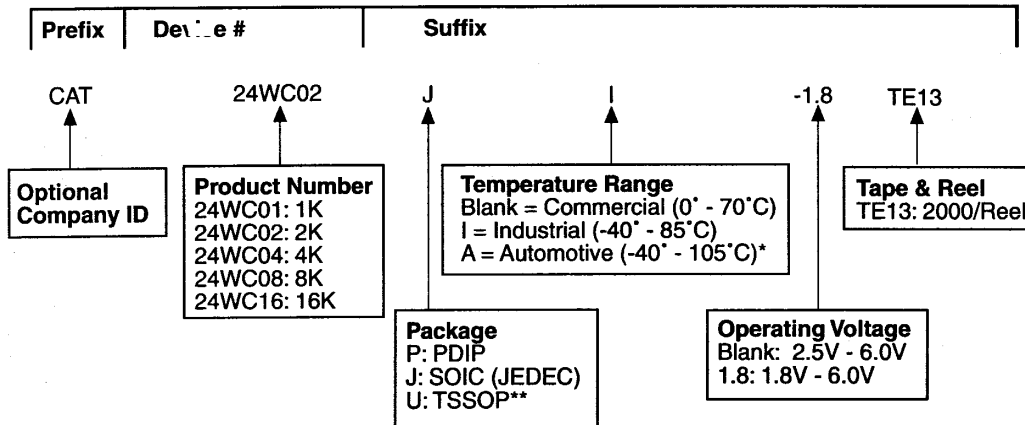 Prefix
#
Suffix
CAT
24WC02
J
I
-1.8
TE13
Optional
Company ID
Product Number
24WC01: 1K
24WC02: 2K
24WC04: 4K
24WC08: 8K
24WC16: 16K
Temperature Range
Blank = Commercial (0˚ - 70˚C)
I = Industrial (-40˚ - 85˚C)
A = Automotive (-40˚ - 105˚C)*
Tape & Reel
TE13: 2000/Reel
Package
P: PDIP
J: SOIC (JEDEC)
U: TSSOP**
Operating Voltage
Blank: 2.5V - 6.0V
1.8: 1.8V - 6.0V